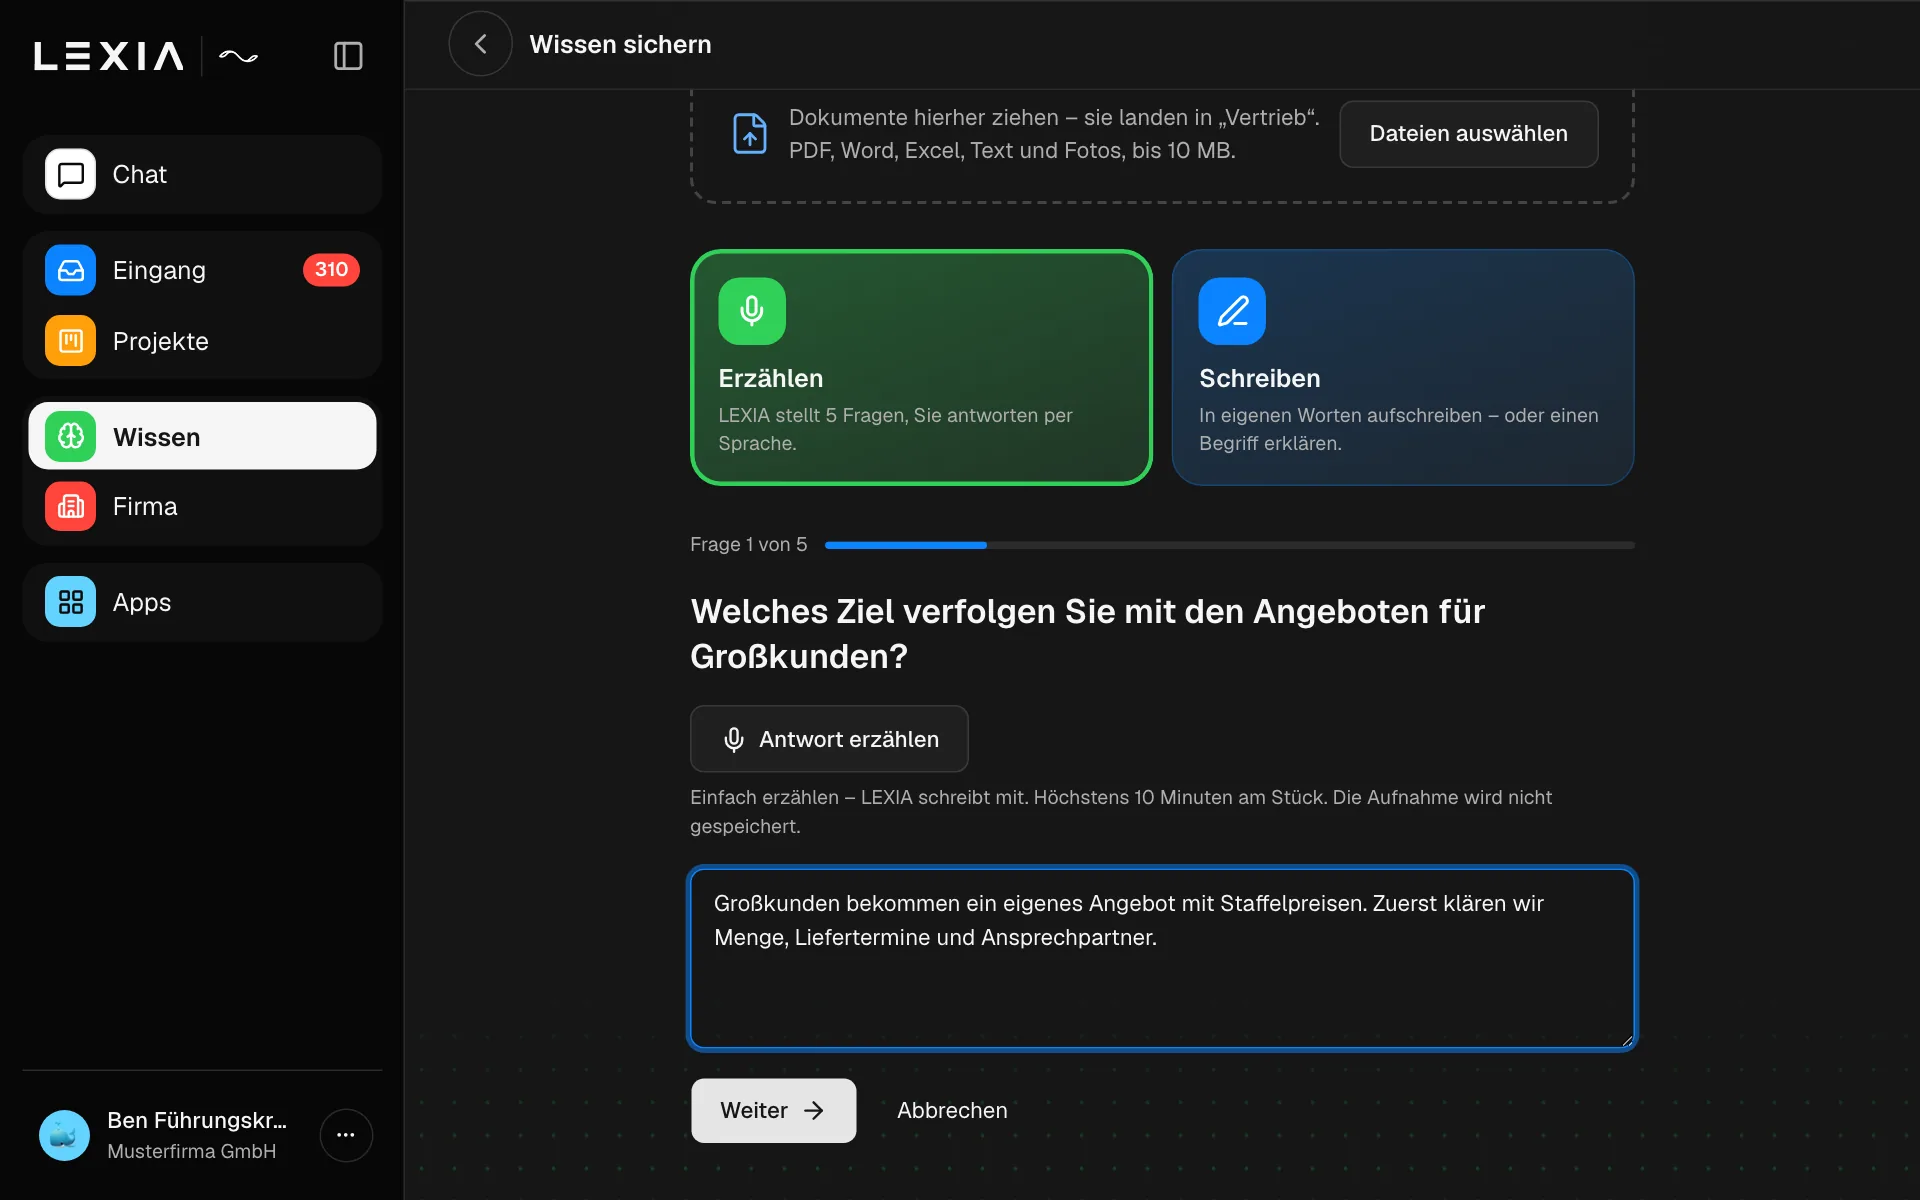 LEXIA
Chat
Eingang
310
Projekte
Wissen
Firma
Apps
Ben Führungskr...
Musterfirma GmbH
Wissen sichern
Dokumente hierher ziehen – sie landen in „Vertrieb“.
PDF, Word, Excel, Text und Fotos, bis 10 MB.
Dateien auswählen
Erzählen
LEXIA stellt 5 Fragen, Sie antworten per
Sprache.
Schreiben
In eigenen Worten aufschreiben – oder einen
Begriff erklären.
Frage 1 von 5
Welches Ziel verfolgen Sie mit den Angeboten für
Großkunden?
Antwort erzählen
Einfach erzählen – LEXIA schreibt mit. Höchstens 10 Minuten am Stück. Die Aufnahme wird nicht
gespeichert.
Großkunden bekommen ein eigenes Angebot mit Staffelpreisen. Zuerst klären wir
Menge, Liefertermine und Ansprechpartner.
Weiter
Abbrechen